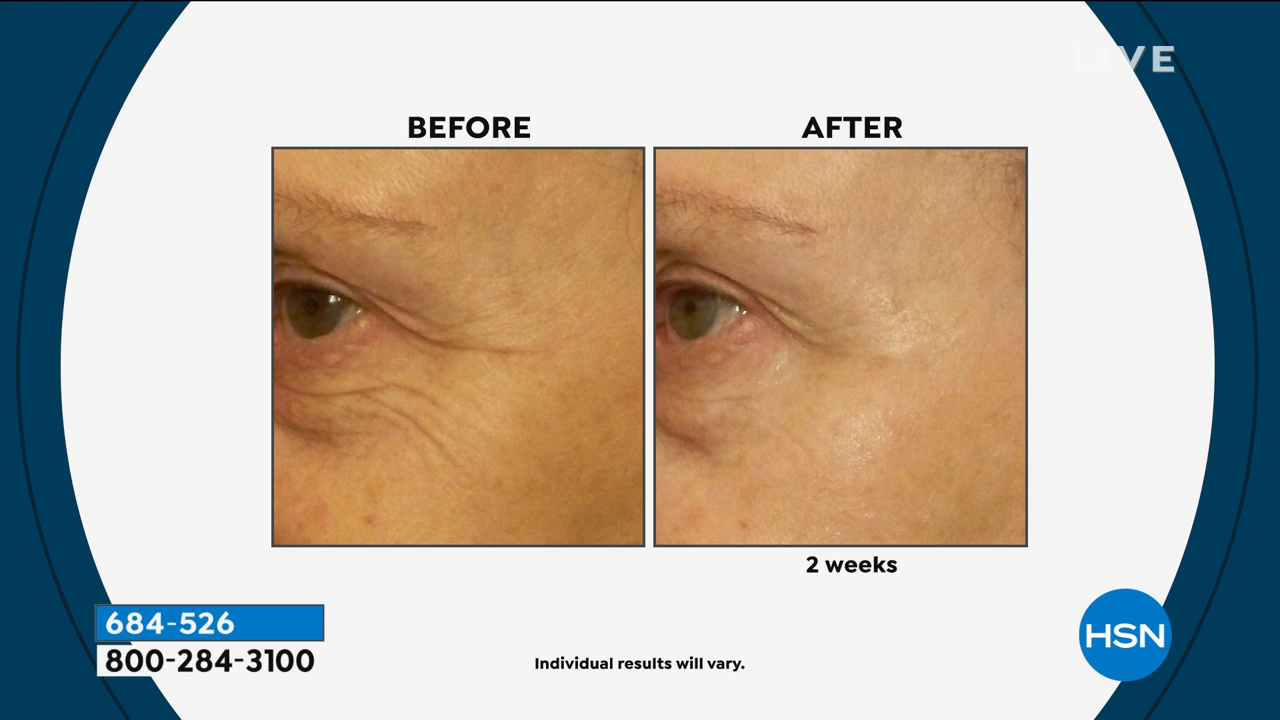 LIVE
BEFORE
AFTER
2 weeks
684-526
800-284-3100
Individual results will vary.
HSN